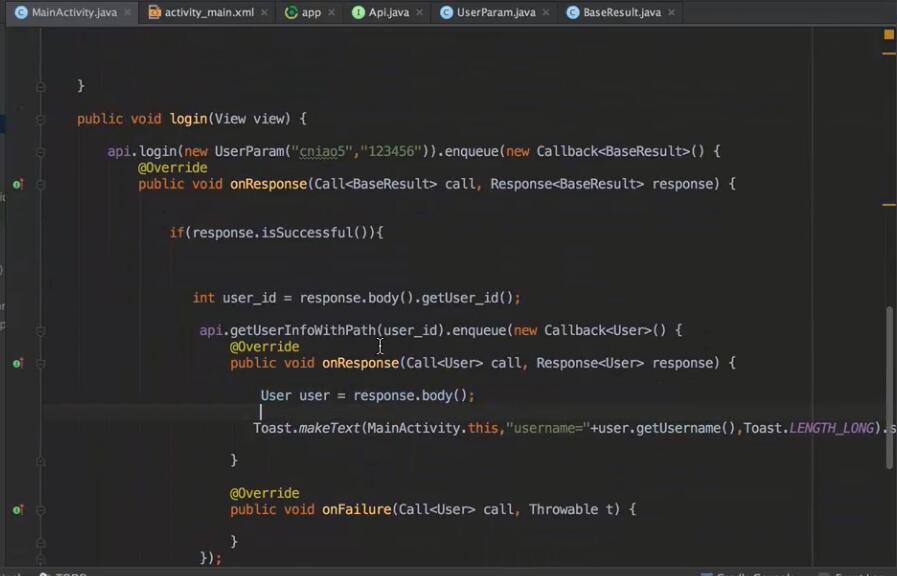 MainActivity.java activity_main.xml app Api.java UserParam.java BaseResult.java
}
public void login(View view) {
api.login(new UserParam("cniao5","123456")).enqueue(new Callback<BaseResult>() {
@Override
public void onResponse(Call<BaseResult> call, Response<BaseResult> response) {
if(response.isSuccessful()){
int user_id = response.body().getUser_id();
api.getUserInfoWithPath(user_id).enqueue(new Callback<User>() {
@Override
public void onResponse(Call<User> call, Response<User> response) {
User user = response.body();
Toast.makeText(MainActivity.this,"username="+user.getUsername(),Toast.LENGTH_LONG).s
}
@Override
public void onFailure(Call<User> call, Throwable t) {
}
});